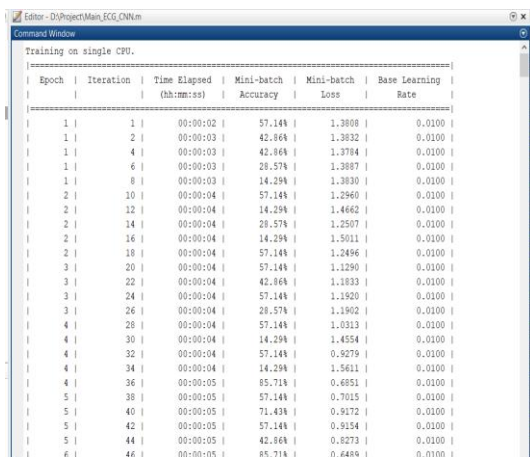 Editor - D:\Project\Main_ECG_CNN.m
Command Window
Training on single CPU.
|========================================================================================|
| Epoch | Iteration | Time Elapsed | Mini-batch | Mini-batch | Base Learning |
| | | (hh:mm:ss) | Accuracy | Loss | Rate |
|========================================================================================|
| 1 | 1 | 00:00:02 | 57.14% | 1.3808 | 0.0100 |
| 1 | 2 | 00:00:03 | 42.86% | 1.3832 | 0.0100 |
| 1 | 4 | 00:00:03 | 42.86% | 1.3784 | 0.0100 |
| 1 | 6 | 00:00:03 | 28.57% | 1.3887 | 0.0100 |
| 1 | 8 | 00:00:03 | 14.29% | 1.3830 | 0.0100 |
| 2 | 10 | 00:00:04 | 57.14% | 1.2960 | 0.0100 |
| 2 | 12 | 00:00:04 | 14.29% | 1.4662 | 0.0100 |
| 2 | 14 | 00:00:04 | 28.57% | 1.2507 | 0.0100 |
| 2 | 16 | 00:00:04 | 14.29% | 1.5011 | 0.0100 |
| 2 | 18 | 00:00:04 | 57.14% | 1.2496 | 0.0100 |
| 3 | 20 | 00:00:04 | 57.14% | 1.1290 | 0.0100 |
| 3 | 22 | 00:00:04 | 42.86% | 1.1833 | 0.0100 |
| 3 | 24 | 00:00:04 | 57.14% | 1.1920 | 0.0100 |
| 3 | 26 | 00:00:04 | 28.57% | 1.1902 | 0.0100 |
| 4 | 28 | 00:00:04 | 57.14% | 1.0313 | 0.0100 |
| 4 | 30 | 00:00:04 | 14.29% | 1.4554 | 0.0100 |
| 4 | 32 | 00:00:04 | 57.14% | 0.9279 | 0.0100 |
| 4 | 34 | 00:00:04 | 14.29% | 1.5611 | 0.0100 |
| 4 | 36 | 00:00:05 | 85.71% | 0.6851 | 0.0100 |
| 5 | 38 | 00:00:05 | 57.14% | 0.7015 | 0.0100 |
| 5 | 40 | 00:00:05 | 71.43% | 0.9172 | 0.0100 |
| 5 | 42 | 00:00:05 | 57.14% | 0.9154 | 0.0100 |
| 5 | 44 | 00:00:05 | 42.86% | 0.8273 | 0.0100 |
| 6 | 46 | 00:00:05 | 85.71% | 0.6489 | 0.0100 |